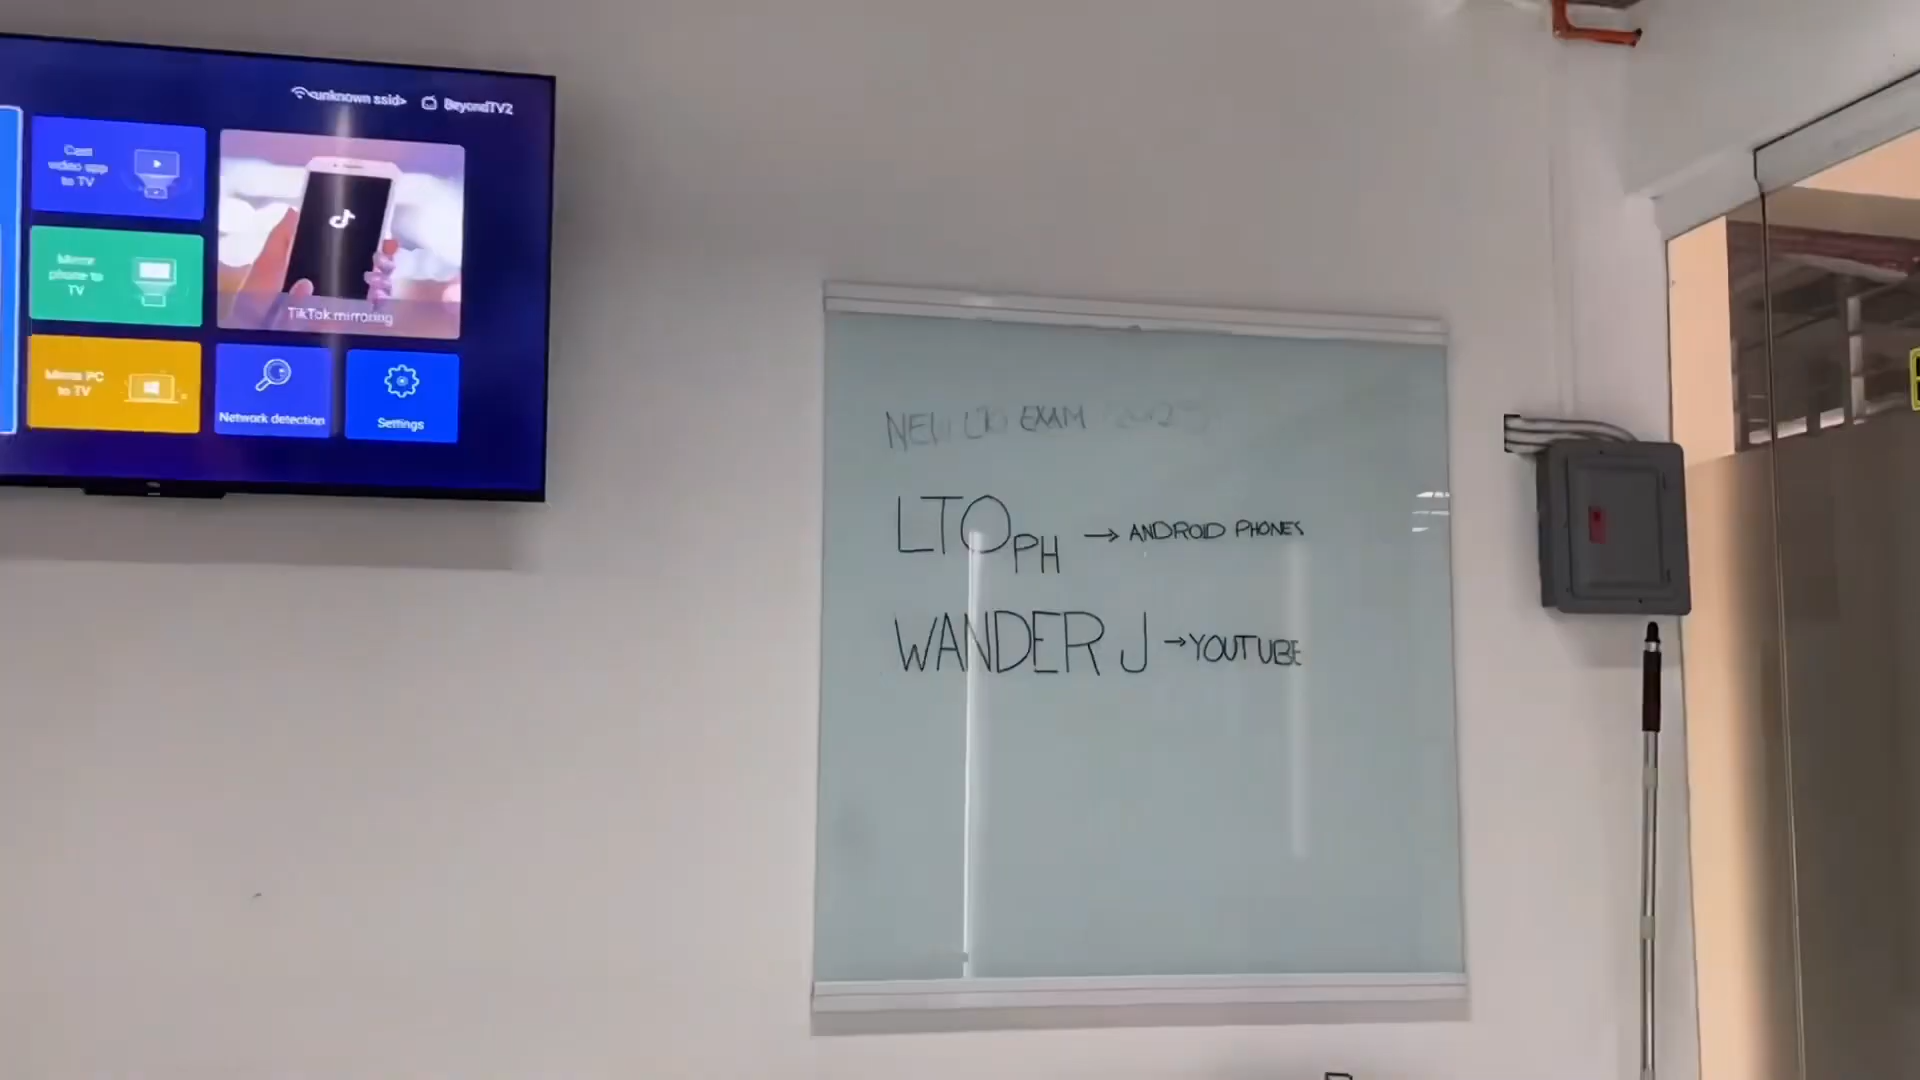 <unknown ssid> BeyondTV2
Cast
video app
to TV
Mirror
phone to
TV
TikTok mirroring
Mirror PC
to TV
Network detection
Settings
NEW LTO EXAM
LTO PH → ANDROID PHONES
WANDER J → YOUTUBE